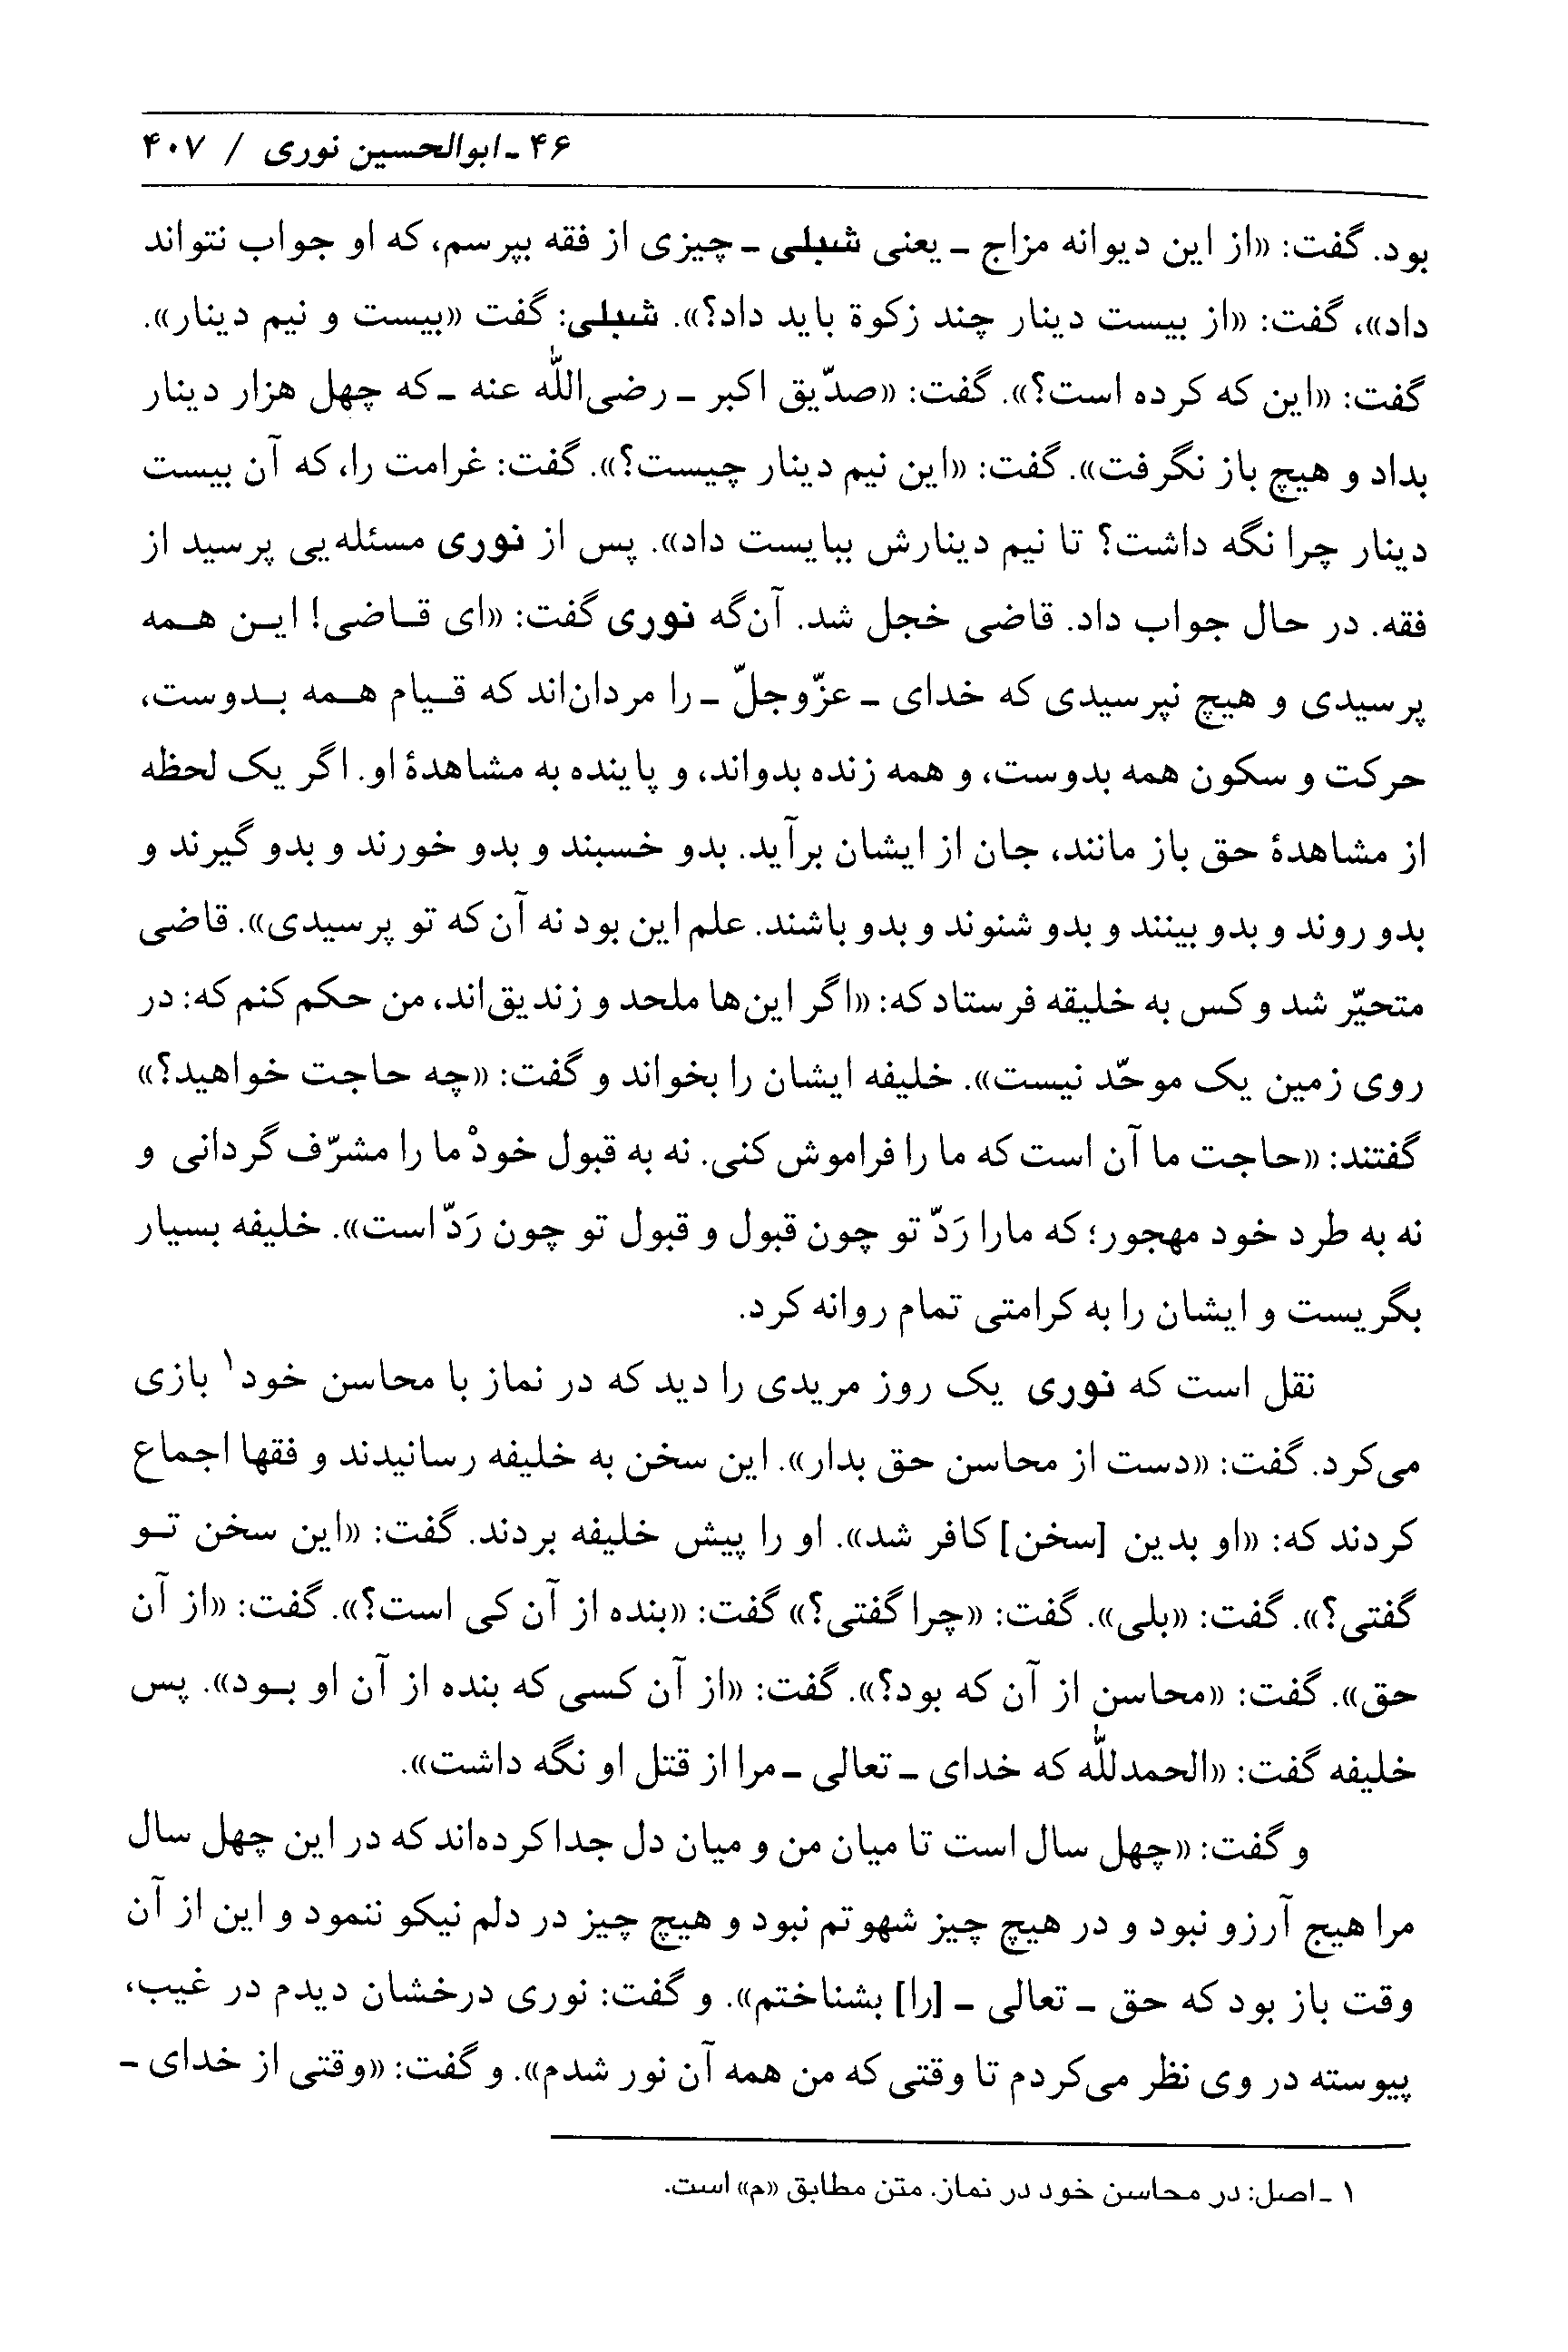 ۴۶ ـ ابوالحسین نوری / ۴۰۷
بود. گفت: «از این دیوانه مزاج ـ یعنی شبلی ـ چیزی از فقه بپرسم، که او جواب نتواند
داد»، گفت: «از بیست دینار چند زکوة باید داد؟». شبلی: گفت «بیست و نیم دینار».
گفت: «این که کرده است؟». گفت: «صدّیق اکبر ـ رضی‌اللّٰه عنه ـ که چهل هزار دینار
بداد و هیچ باز نگرفت». گفت: «این نیم دینار چیست؟». گفت: غرامت را، که آن بیست
دینار چرا نگه داشت؟ تا نیم دینارش ببایست داد». پس از نوری مسئله‌یی پرسید از
فقه. در حال جواب داد. قاضی خجل شد. آن‌گه نوری گفت: «ای قاضی! این همه
پرسیدی و هیچ نپرسیدی که خدای ـ عزّوجلّ ـ را مردان‌اند که قیام همه بدوست،
حرکت و سکون همه بدوست، و همه زنده بدواند، و پاینده به مشاهدهٔ او. اگر یک لحظه
از مشاهدهٔ حق باز مانند، جان از ایشان برآید. بدو خسبند و بدو خورند و بدو گیرند و
بدو روند و بدو بینند و بدو شنوند و بدو باشند. علم این بود نه آن که تو پرسیدی». قاضی
متحیّر شد و کس به خلیقه فرستاد که: «اگر این‌ها ملحد و زندیق‌اند، من حکم کنم که: در
روی زمین یک موحّد نیست». خلیفه ایشان را بخواند و گفت: «چه حاجت خواهید؟»
گفتند: «حاجت ما آن است که ما را فراموش کنی. نه به قبول خودْ ما را مشرّف گردانی و
نه به طرد خود مهجور؛ که مارا رَدّ تو چون قبول و قبول تو چون رَدّ است». خلیفه بسیار
بگریست و ایشان را به کرامتی تمام روانه کرد.
نقل است که نوری یک روز مریدی را دید که در نماز با محاسن خود۱ بازی
می‌کرد. گفت: «دست از محاسن حق بدار». این سخن به خلیفه رسانیدند و فقها اجماع
کردند که: «او بدین [سخن] کافر شد». او را پیش خلیفه بردند. گفت: «این سخن تو
گفتی؟». گفت: «بلی». گفت: «چرا گفتی؟» گفت: «بنده از آن کی است؟». گفت: «از آن
حق». گفت: «محاسن از آن که بود؟». گفت: «از آن کسی که بنده از آن او بود». پس
خلیفه گفت: «الحمدللّٰه که خدای ـ تعالی ـ مرا از قتل او نگه داشت».
و گفت: «چهل سال است تا میان من و میان دل جدا کرده‌اند که در این چهل سال
مرا هیج آرزو نبود و در هیچ چیز شهوتم نبود و هیچ چیز در دلم نیکو ننمود و این از آن
وقت باز بود که حق ـ تعالی ـ [را] بشناختم». و گفت: نوری درخشان دیدم در غیب،
پیوسته در وی نظر می‌کردم تا وقتی که من همه آن نور شدم». و گفت: «وقتی از خدای ـ
۱ ـ اصل: در محاسن خود در نماز. متن مطابق «م» است.